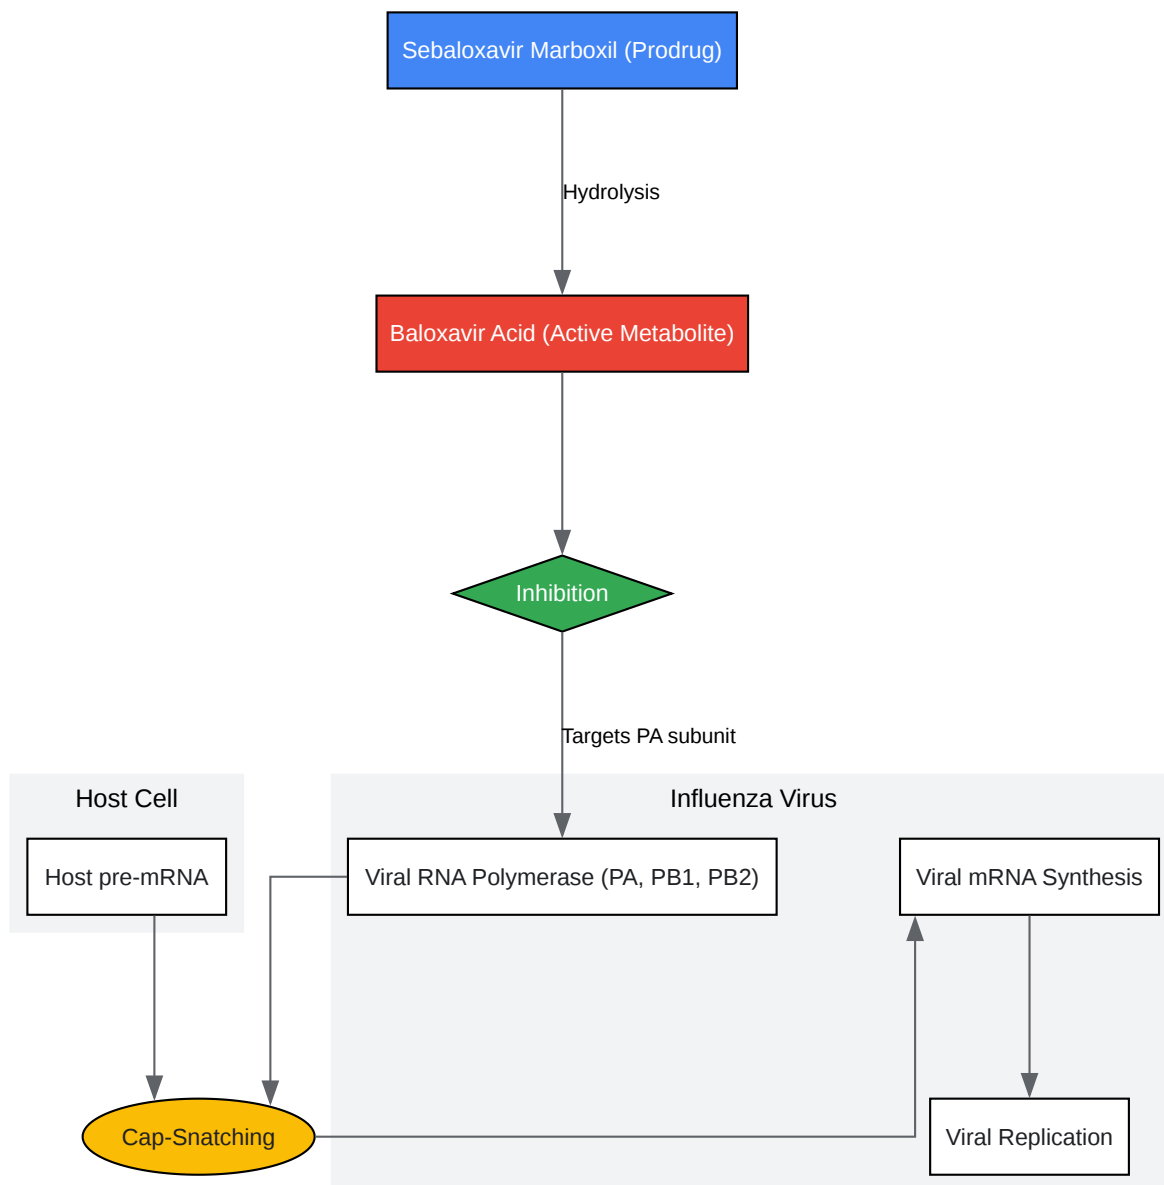 Sebaloxavir Marboxil (Prodrug)
Hydrolysis
Baloxavir Acid (Active Metabolite)
Inhibition
Targets PA subunit
Host Cell
Influenza Virus
Host pre-mRNA
Viral RNA Polymerase (PA, PB1, PB2)
Viral mRNA Synthesis
Cap-Snatching
Viral Replication